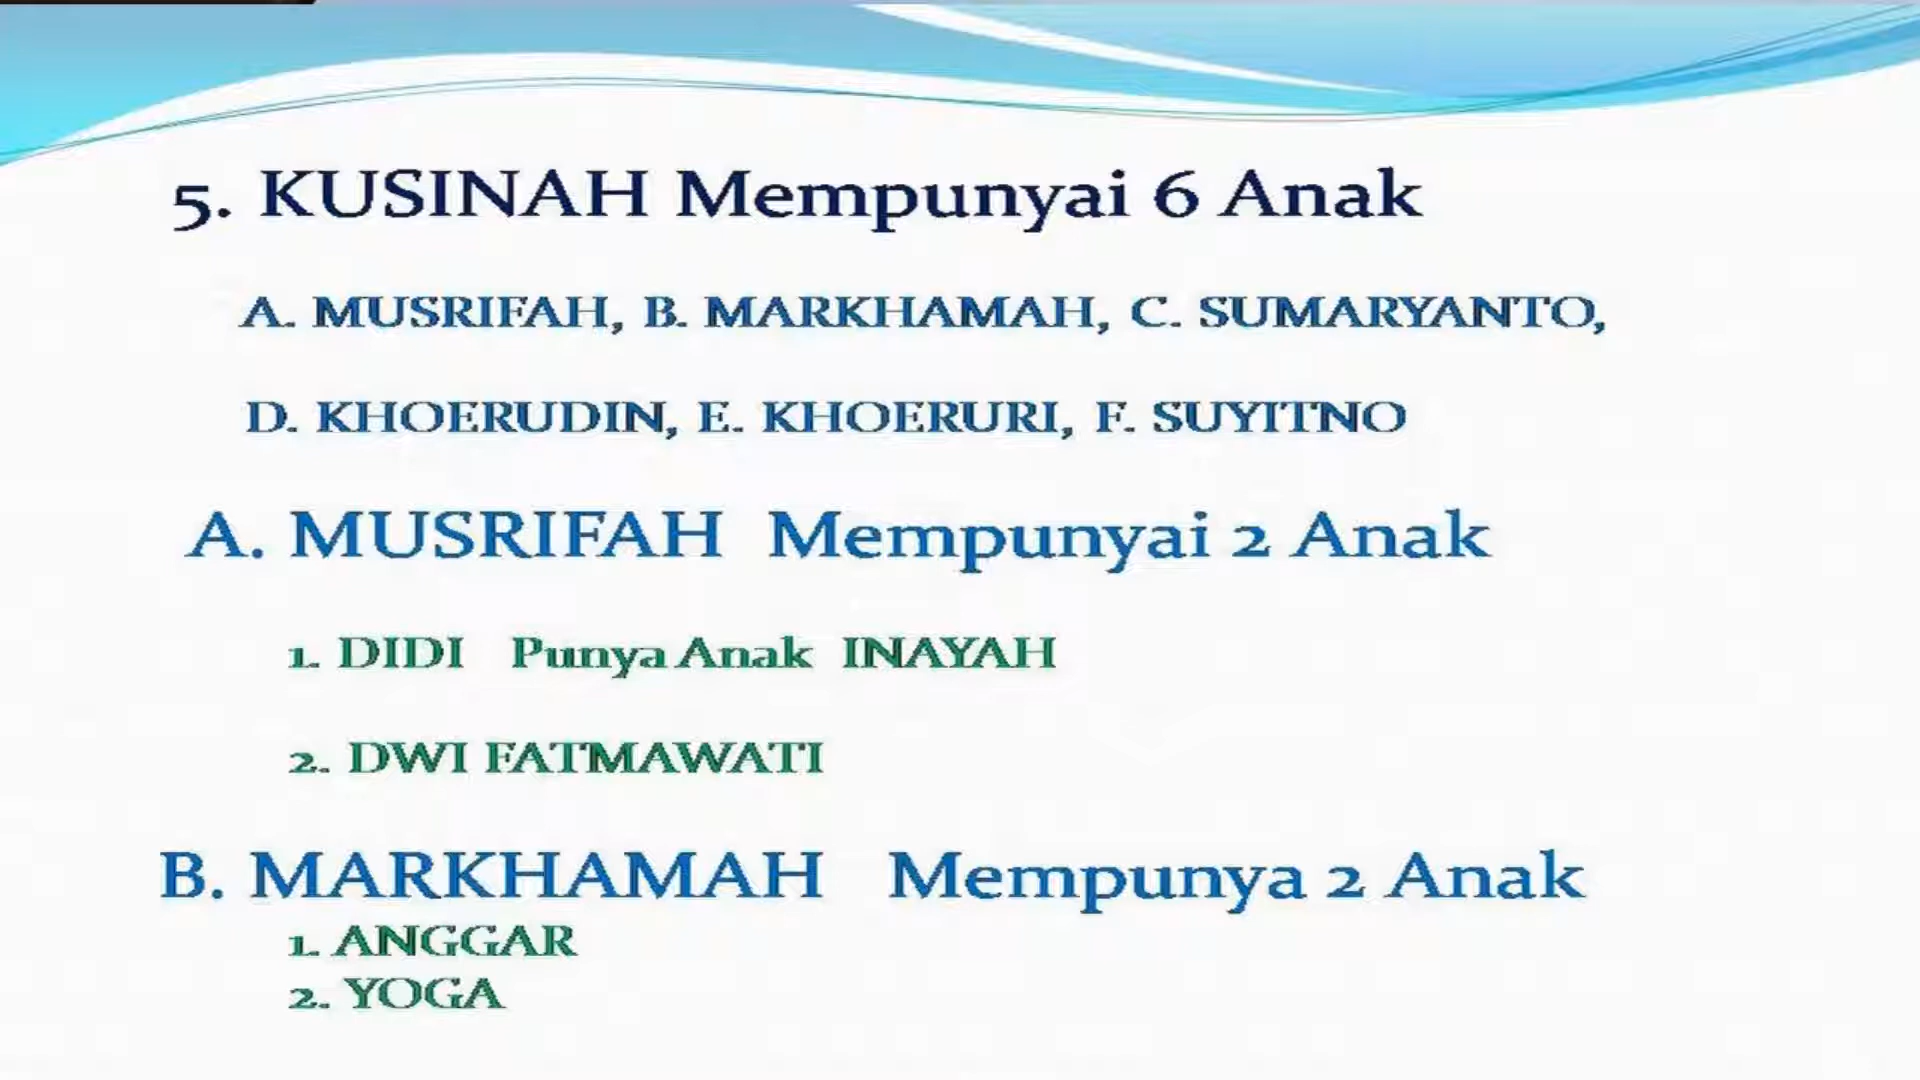 5. KUSINAH Mempunyai 6 Anak
A. MUSRIFAH, B. MARKHAMAH, C. SUMARYANTO,
D. KHOERUDIN, E. KHOERURI, F. SUYITNO
A. MUSRIFAH Mempunyai 2 Anak
1. DIDI Punya Anak INAYAH
2. DWI FATMAWATI
B. MARKHAMAH Mempunya 2 Anak
1. ANGGAR
2. YOGA